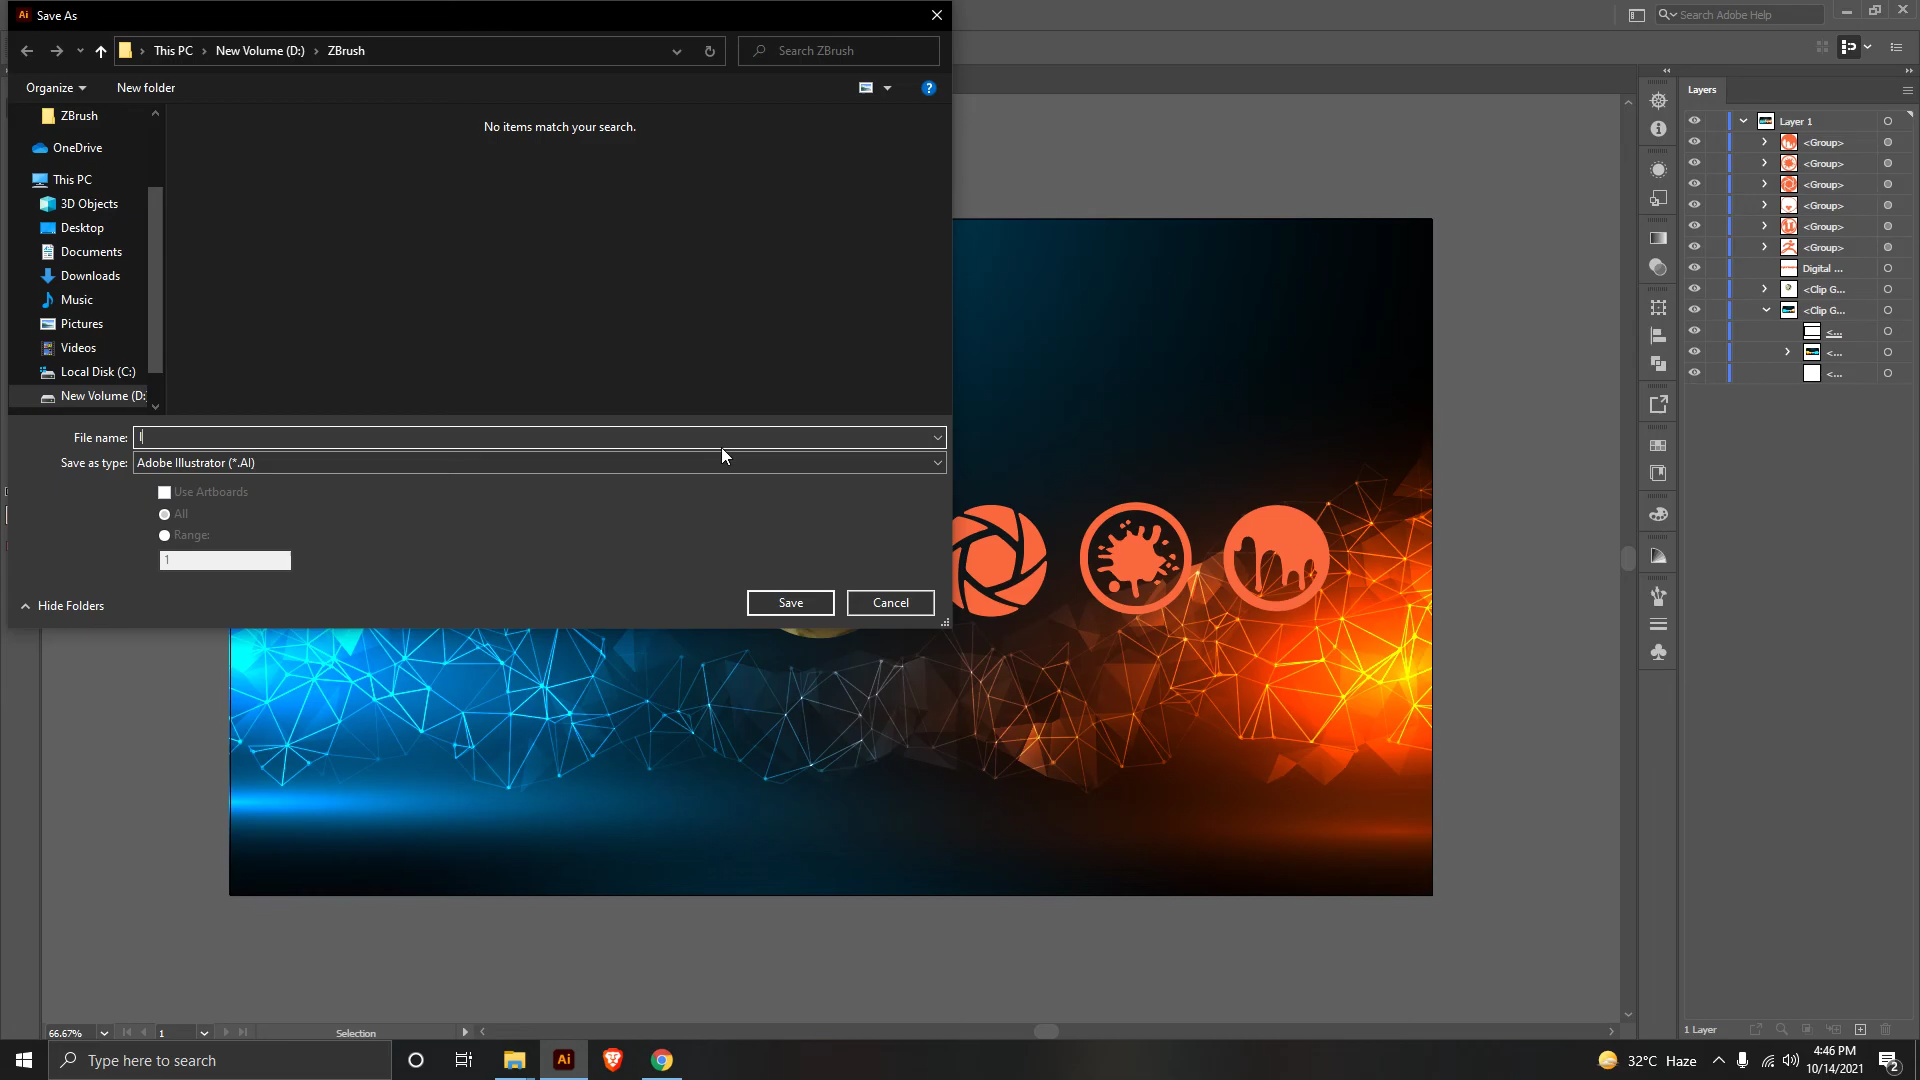 Ai Save As
Search Adobe Help
This PC New Volume (D:) ZBrush
Search ZBrush
Organize New folder
?
ZBrush
OneDrive
This PC
3D Objects
Desktop
Documents
Downloads
Music
Pictures
Videos
Local Disk (C:)
New Volume (D:
No items match your search.
File name: I
Save as type: Adobe Illustrator (*.AI)
Use Artboards
All
Range:
1
Hide Folders
Save Cancel
Layers
Layer 1
<Group>
<Group>
<Group>
<Group>
<Group>
<Group>
Digital ...
<Clip G...
<Clip G...
<...
<...
<...
1 Layer
66.67% 1 Selection
Type here to search
Ai
32°C Haze
4:46 PM
10/14/2021
2